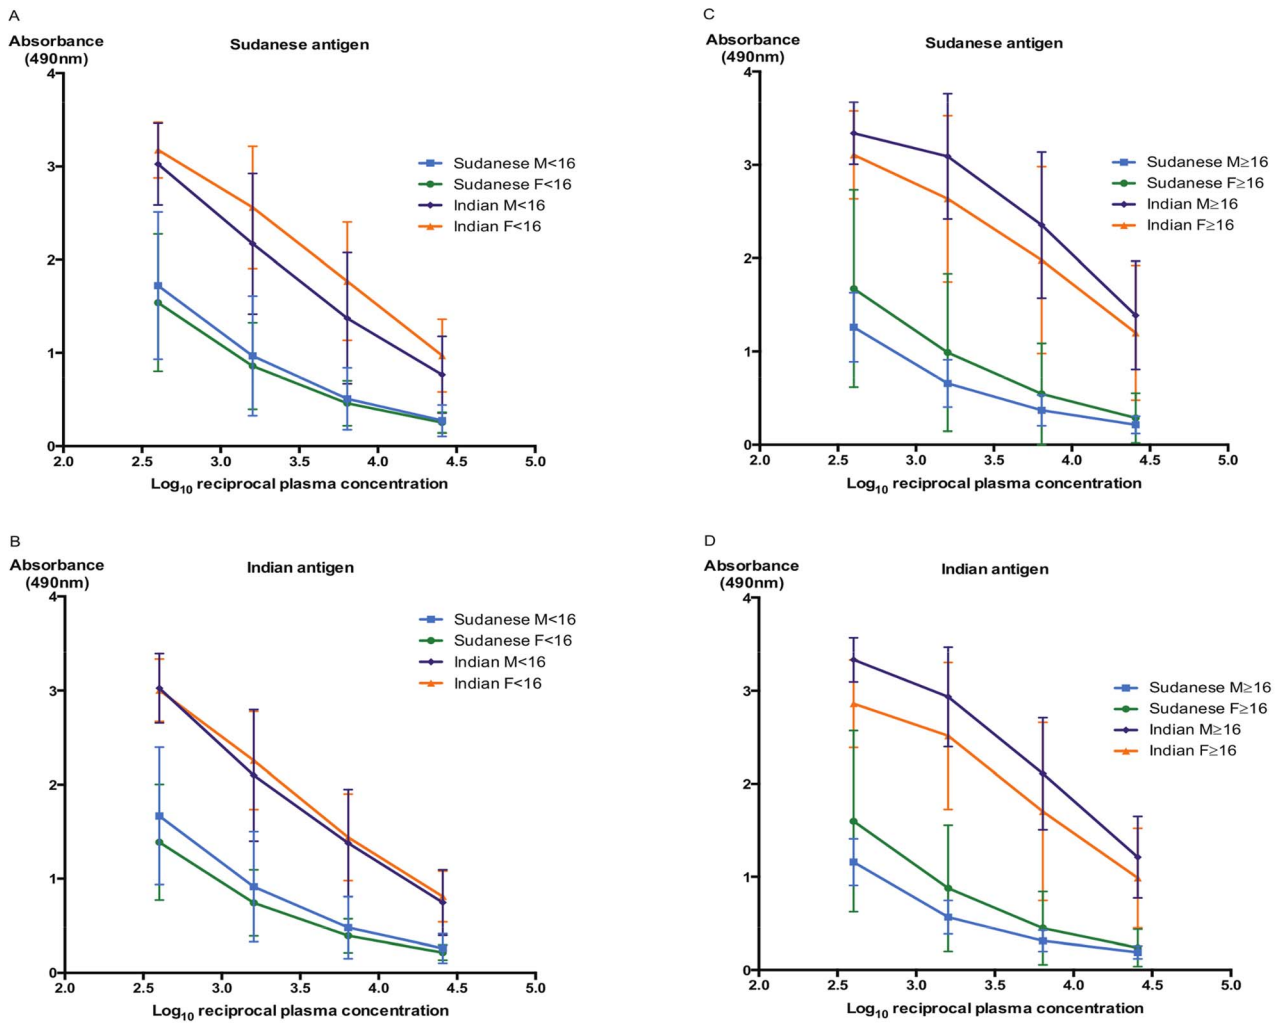 A
Absorbance
(490nm)
Sudanese antigen
4
3
2
1
0
2.0 2.5 3.0 3.5 4.0 4.5 5.0
Log10 reciprocal plasma concentration
Sudanese M<16
Sudanese F<16
Indian M<16
Indian F<16
C
Absorbance
(490nm)
Sudanese antigen
4
3
2
1
0
2.0 2.5 3.0 3.5 4.0 4.5 5.0
Log10 reciprocal plasma concentration
Sudanese M≥16
Sudanese F≥16
Indian M≥16
Indian F≥16
B
Absorbance
(490nm)
Indian antigen
4
3
2
1
0
2.0 2.5 3.0 3.5 4.0 4.5 5.0
Log10 reciprocal plasma concentration
Sudanese M<16
Sudanese F<16
Indian M<16
Indian F<16
D
Absorbance
(490nm)
Indian antigen
4
3
2
1
0
2.0 2.5 3.0 3.5 4.0 4.5 5.0
Log10 reciprocal plasma concentration
Sudanese M≥16
Sudanese F≥16
Indian M≥16
Indian F≥16